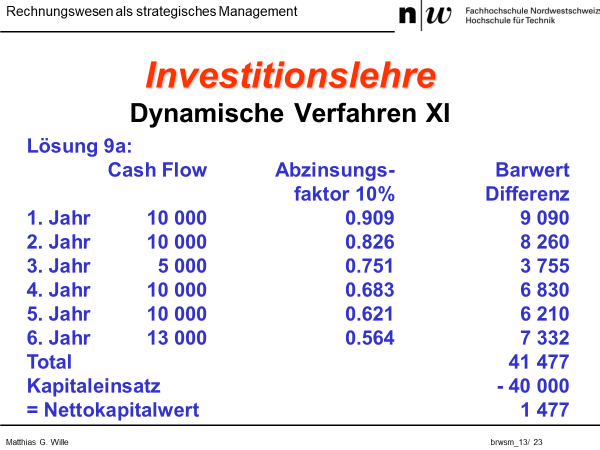 Rechnungswesen als strategisches Management
n|w Fachhochschule Nordwestschweiz
Hochschule für Technik
Investitionslehre
Dynamische Verfahren XI
Lösung 9a:
Cash Flow Abzinsungs- Barwert
faktor 10% Differenz
1. Jahr 10 000 0.909 9 090
2. Jahr 10 000 0.826 8 260
3. Jahr 5 000 0.751 3 755
4. Jahr 10 000 0.683 6 830
5. Jahr 10 000 0.621 6 210
6. Jahr 13 000 0.564 7 332
Total 41 477
Kapitaleinsatz - 40 000
= Nettokapitalwert 1 477
Matthias G. Wille brwsm_13/ 23